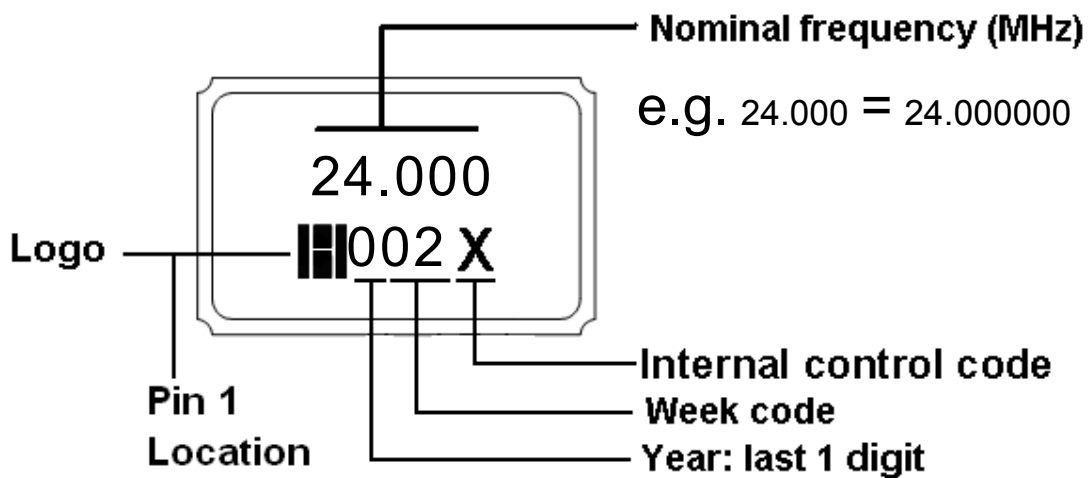 Nominal frequency (MHz)
e.g. 24.000 = 24.000000
24.000
Logo
002 X
Internal control code
Pin 1
Week code
Location
Year: last 1 digit